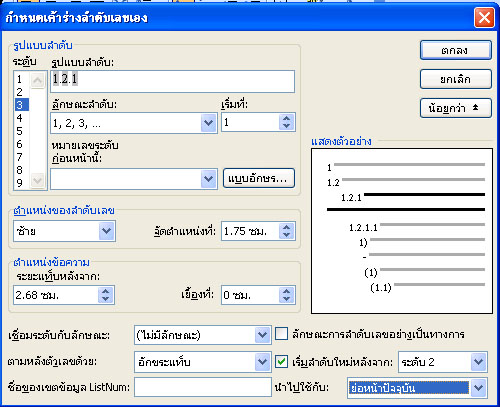 กำหนดเค้าร่างลำดับเลขเอง
รูปแบบลำดับ
ระดับ
รูปแบบลำดับ:
ตกลง
1
2
3
4
5
6
7
8
9
1.2.1
ยกเลิก
ลักษณะลำดับ:
เริ่มที่:
น้อยกว่า
1, 2, 3, ...
1
หมายเลขระดับ
ก่อนหน้านี้:
แบบอักษร...
แสดงตัวอย่าง
1
1.2
1.2.1
1.2.1.1
1)
-
(1)
(1.1)
ตำแหน่งของลำดับเลข
ซ้าย
จัดตำแหน่งที่:
1.75 ซม.
ตำแหน่งข้อความ
ระยะแท็บหลังจาก:
2.68 ซม.
เยื้องที่:
0 ซม.
เชื่อมระดับกับลักษณะ:
(ไม่มีลักษณะ)
ลักษณะการลำดับเลขอย่างเป็นทางการ
ตามหลังตัวเลขด้วย:
อักขระแท็บ
เริ่มลำดับใหม่หลังจาก:
ระดับ 2
ชื่อของเขตข้อมูล ListNum:
นำไปใช้กับ:
ย่อหน้าปัจจุบัน